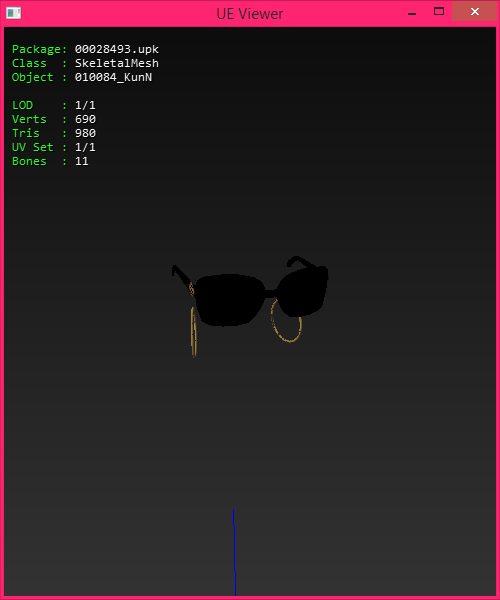 UE Viewer
Package: 00028493.upk
Class  : SkeletalMesh
Object : 010084_KunN
LOD    : 1/1
Verts  : 690
Tris   : 980
UV Set : 1/1
Bones  : 11